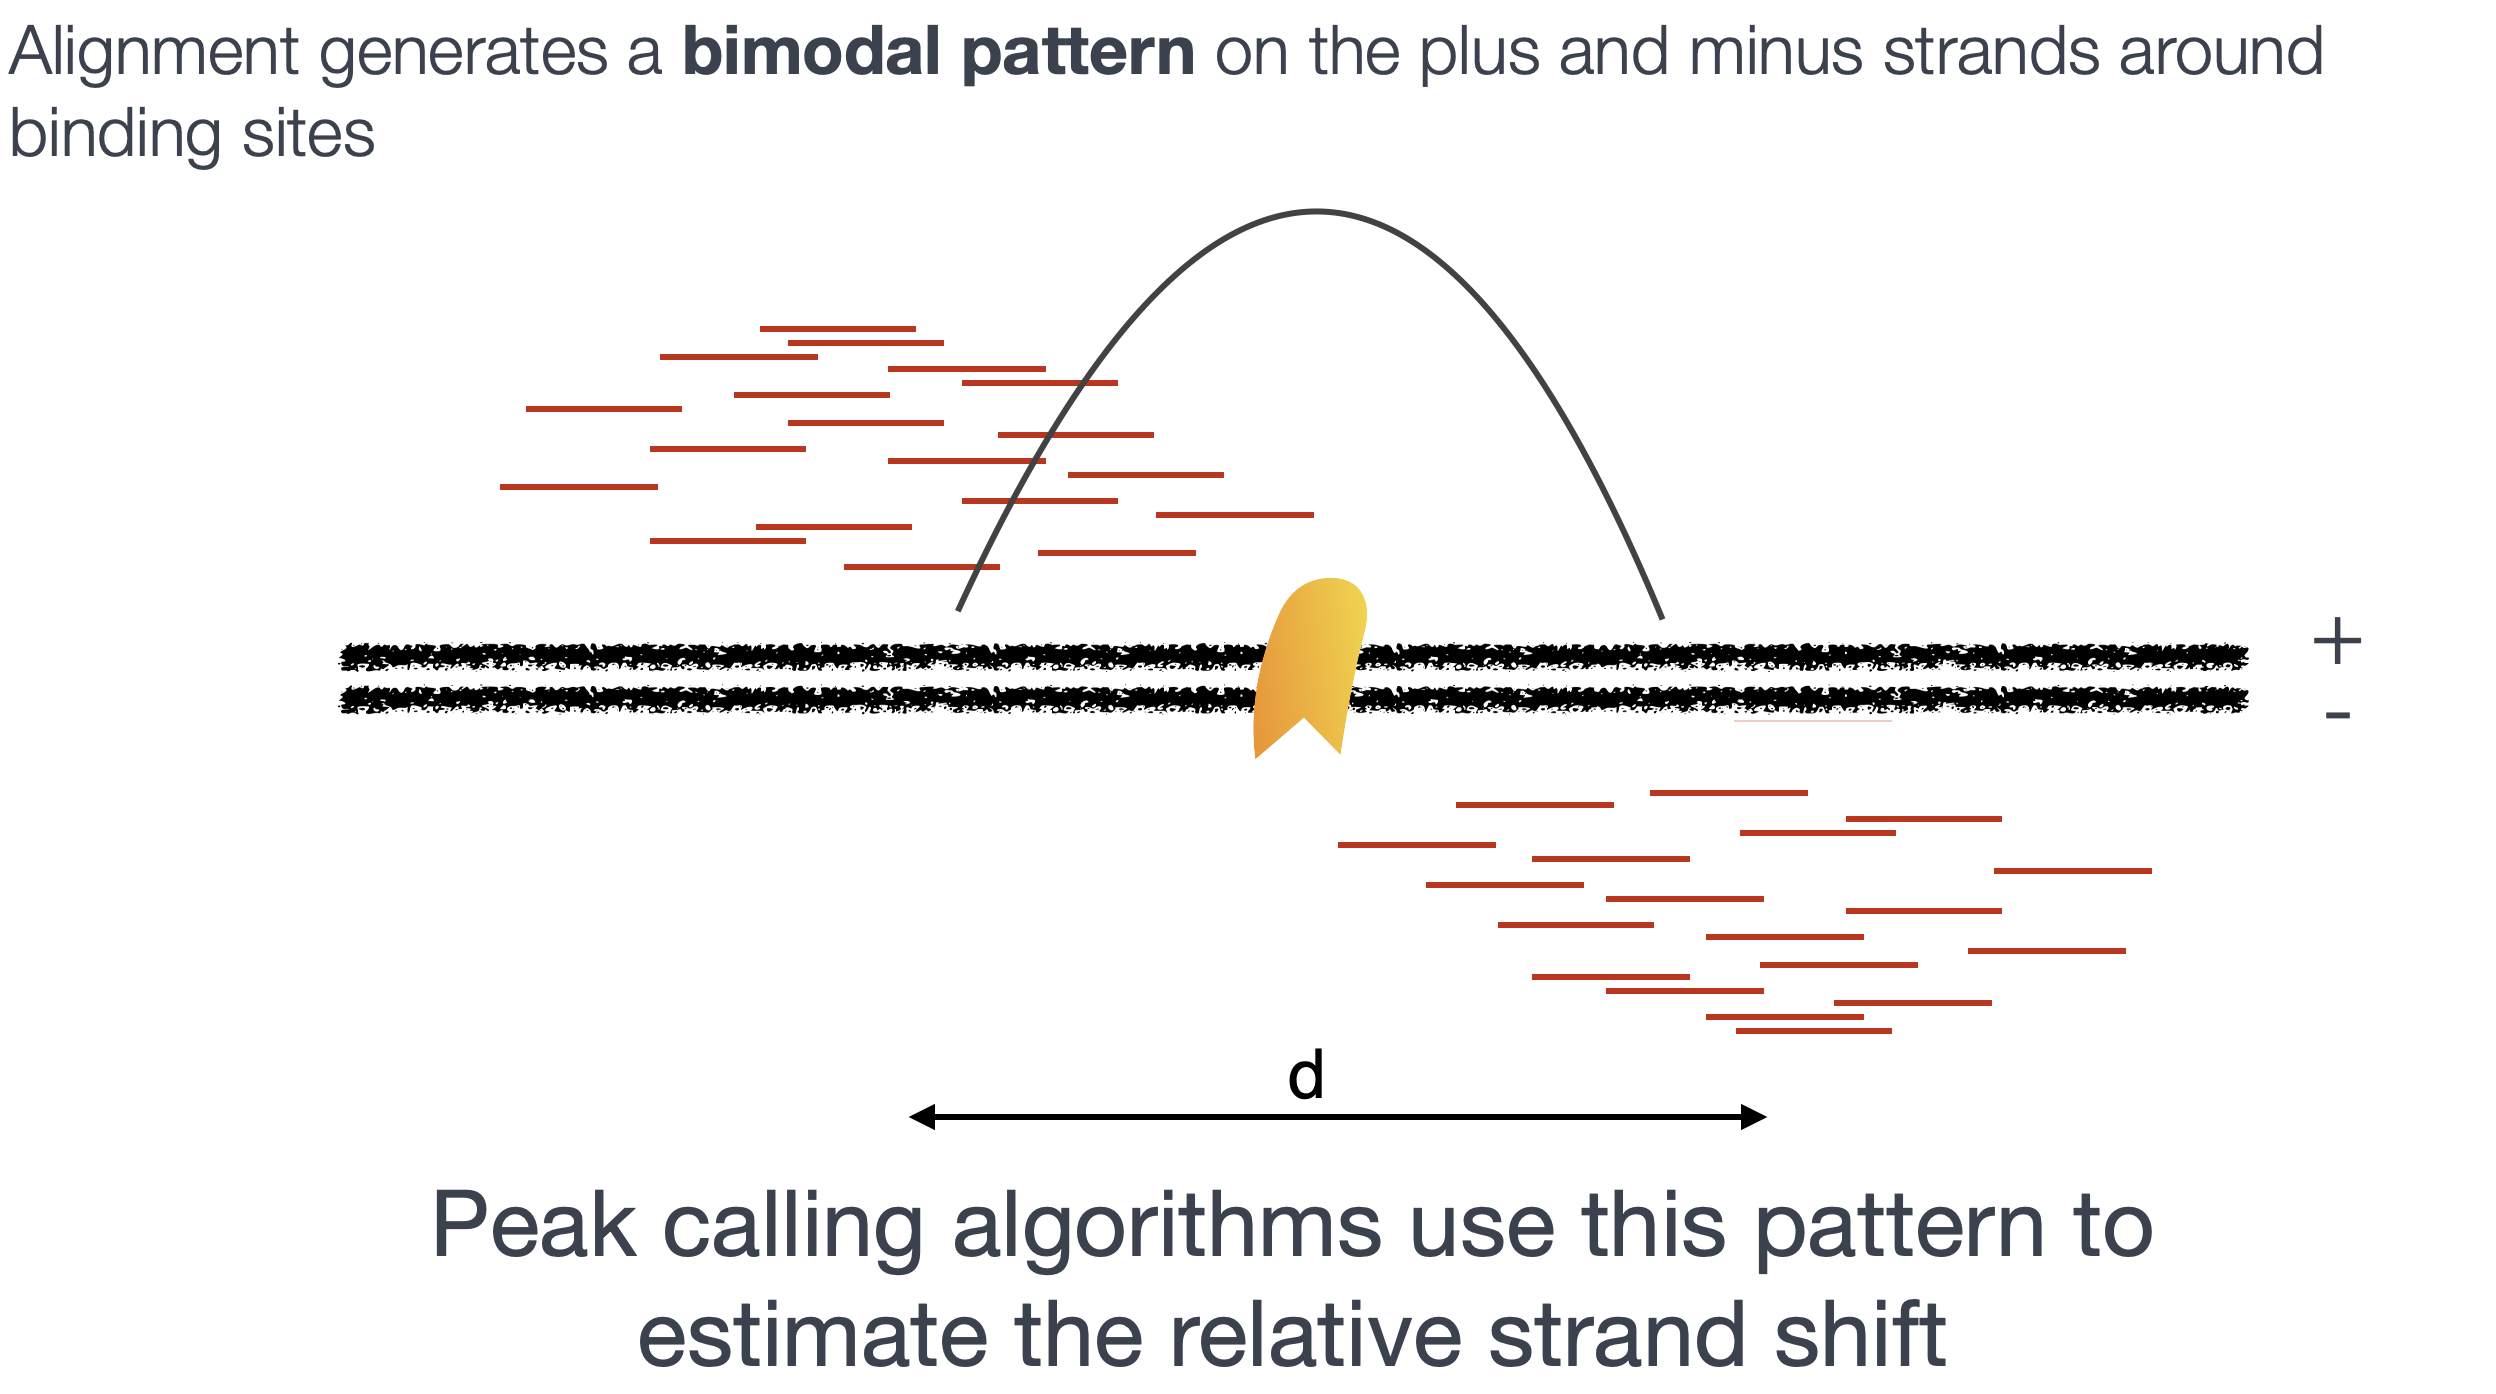 Alignment generates a bimodal pattern on the plus and minus strands around
binding sites
+
-
d
Peak calling algorithms use this pattern to
estimate the relative strand shift